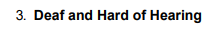 3. Deaf and Hard of Hearing